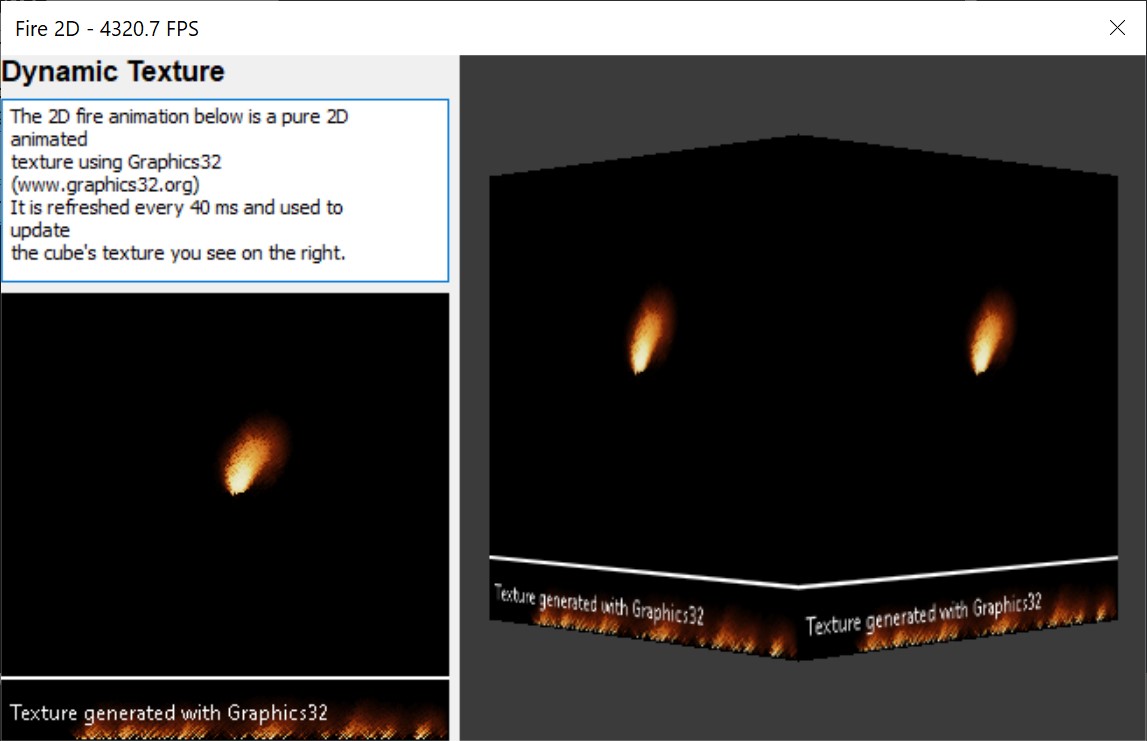 Fire 2D - 4320.7 FPS
Dynamic Texture
The 2D fire animation below is a pure 2D
animated
texture using Graphics32
(www.graphics32.org)
It is refreshed every 40 ms and used to
update
the cube's texture you see on the right.
Texture generated with Graphics32
Texture generated with Graphics32
Texture generated with Graphics32